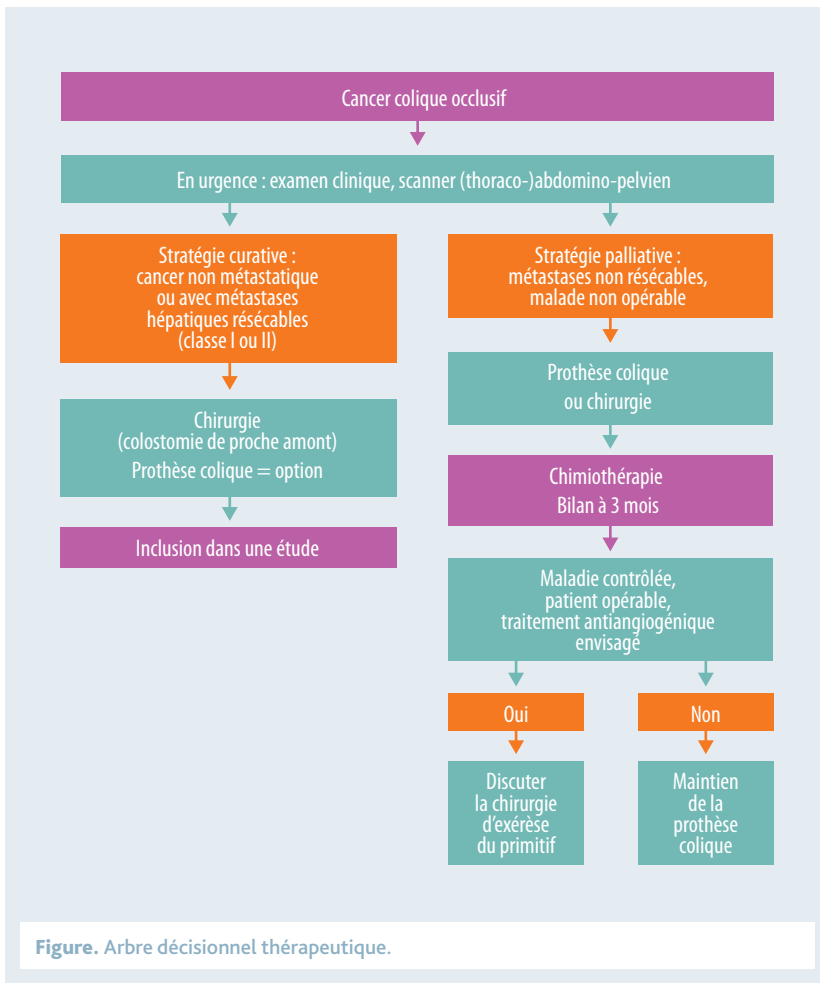 Cancer colique occlusif
En urgence : examen clinique, scanner (thoraco-)abdomino-pelvien
Stratégie curative :
cancer non métastatique
ou avec métastases
hépatiques résécables
(classe I ou II)
Chirurgie
(colostomie de proche amont)
Prothèse colique = option
Inclusion dans une étude
Stratégie palliative :
métastases non résécables,
malade non opérable
Prothèse colique
ou chirurgie
Chimiothérapie
Bilan à 3 mois
Maladie contrôlée,
patient opérable,
traitement antiangiogénique
envisagé
Oui
Discuter
la chirurgie
d'exérèse
du primitif
Non
Maintien
de la
prothèse
colique
Figure. Arbre décisionnel thérapeutique.